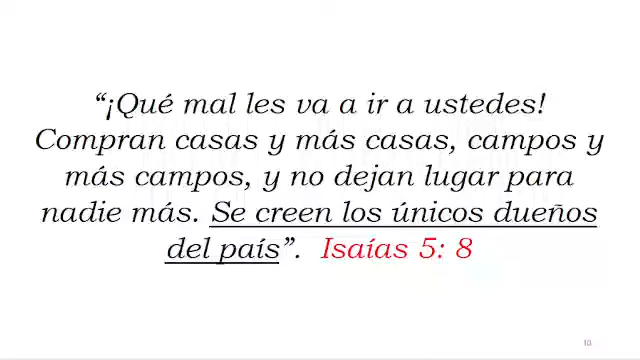 “¡Qué mal les va a ir a ustedes!
Compran casas y más casas, campos y
más campos, y no dejan lugar para
nadie más. Se creen los únicos dueños
del país”. Isaías 5: 8
10